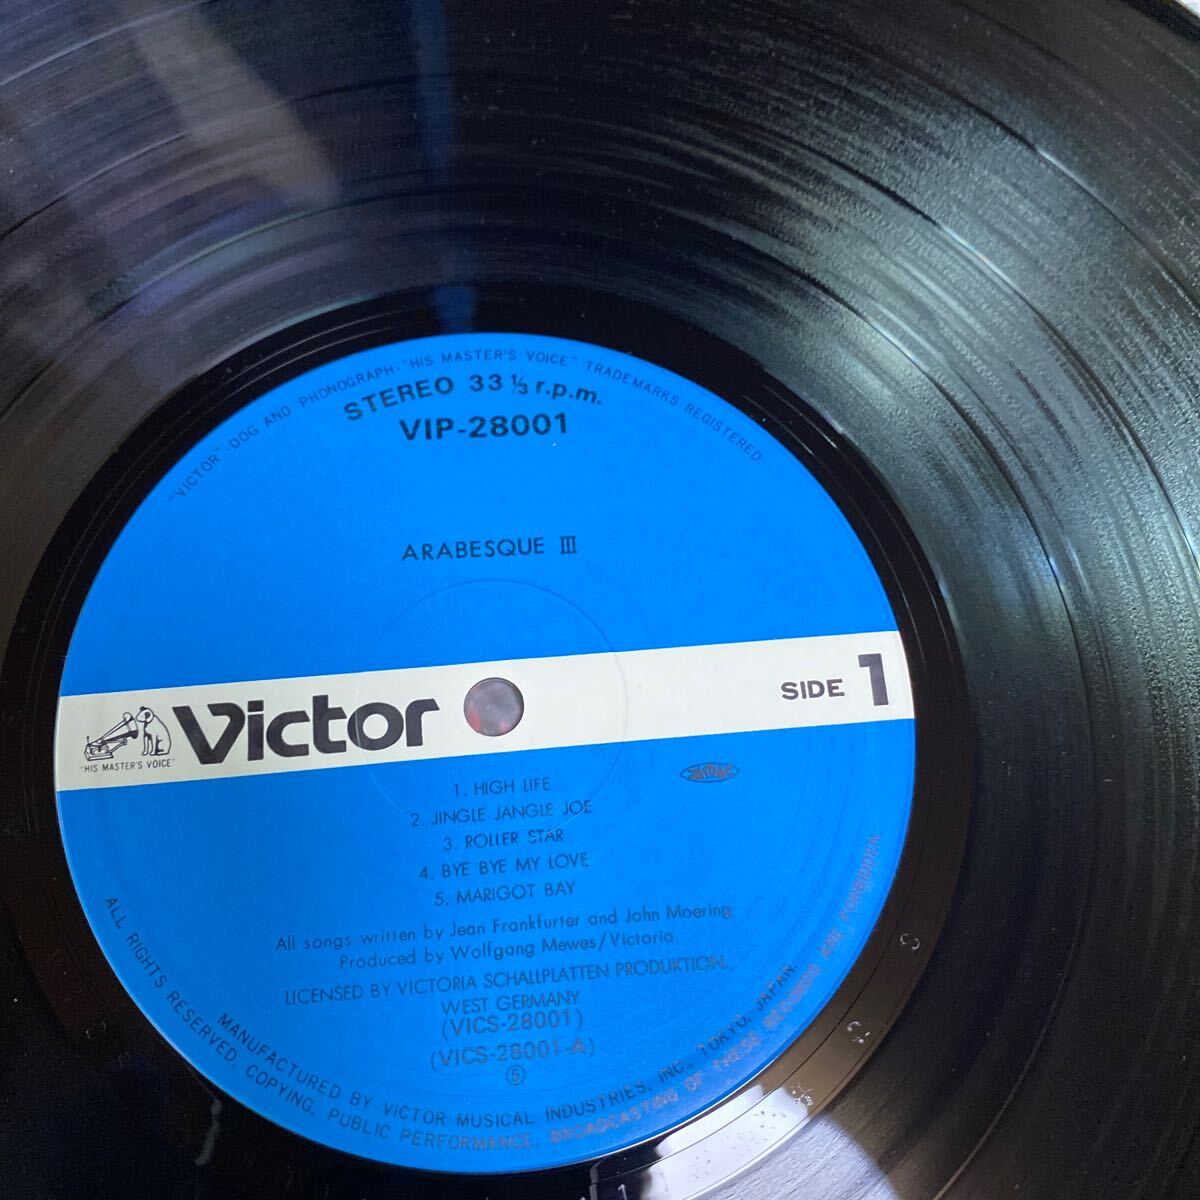 "VICTOR"·DOG AND PHONOGRAPH·"HIS MASTER'S VOICE" TRADEMARKS REGISTERED.
STEREO 33 ⅓ r.p.m.
VIP-28001
ARABESQUE III
Victor
"HIS MASTER'S VOICE"
SIDE 1
1. HIGH LIFE
2. JINGLE JANGLE JOE
3. ROLLER STAR
4. BYE BYE MY LOVE
5. MARIGOT BAY
All songs written by Jean Frankfurter and John Moering
Produced by Wolfgang Mewes/Victoria
LICENSED BY VICTORIA SCHALLPLATTEN PRODUKTION,
WEST GERMANY
(VICS-28001)
(VICS-28001-A)
⑤
MANUFACTURED BY VICTOR MUSICAL INDUSTRIES, INC., TOKYO, JAPAN
ALL RIGHTS RESERVED. COPYING, PUBLIC PERFORMANCE, BROADCASTING OF THESE RECORDS ARE FORBIDDEN.